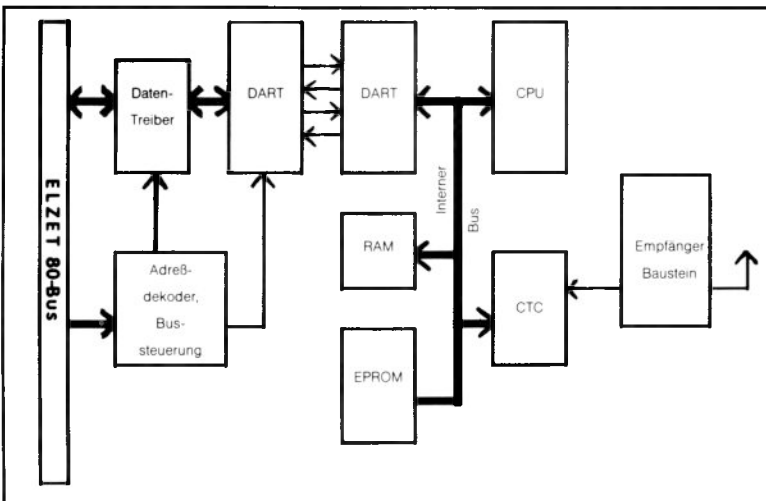 ELZET 80-Bus
Daten-
Treiber
DART
DART
CPU
Interner
Bus
Adreß-
dekoder,
Bus-
steuerung
RAM
EPROM
CTC
Empfänger
Baustein